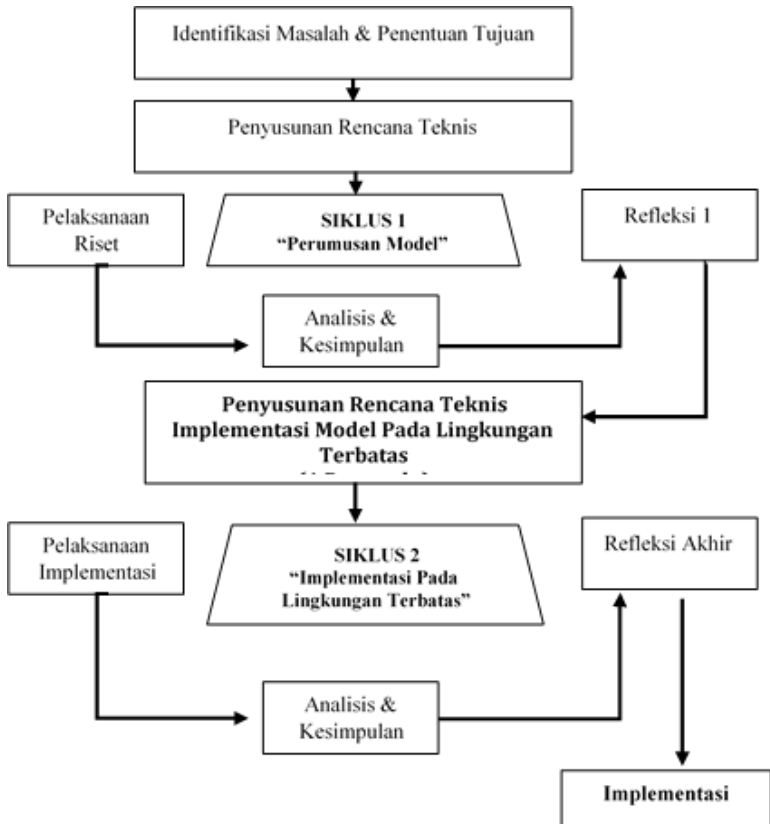 Identifikasi Masalah & Penentuan Tujuan
Penyusunan Rencana Teknis
Pelaksanaan
Riset
SIKLUS 1
“Perumusan Model”
Refleksi 1
Analisis &
Kesimpulan
Penyusunan Rencana Teknis
Implementasi Model Pada Lingkungan
Terbatas
Pelaksanaan
Implementasi
SIKLUS 2
“Implementasi Pada
Lingkungan Terbatas”
Refleksi Akhir
Analisis &
Kesimpulan
Implementasi